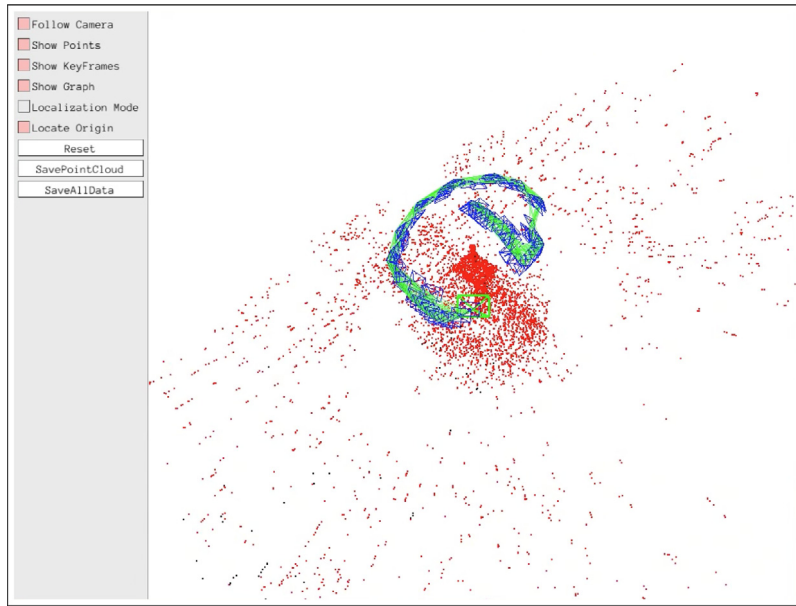 Follow Camera
Show Points
Show KeyFrames
Show Graph
Localization Mode
Locate Origin
Reset
SavePointCloud
SaveAllData